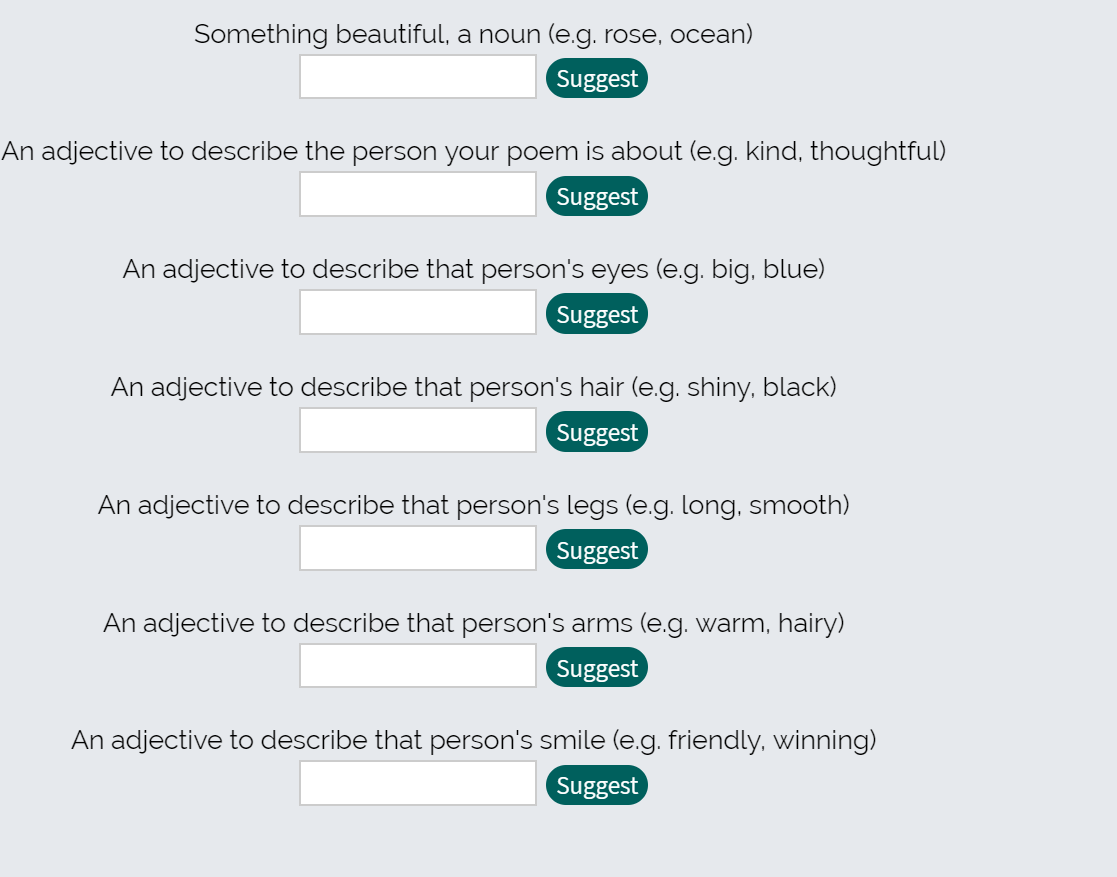 Something beautiful, a noun (e.g. rose, ocean)
Suggest
An adjective to describe the person your poem is about (e.g. kind, thoughtful)
Suggest
An adjective to describe that person's eyes (e.g. big, blue)
Suggest
An adjective to describe that person's hair (e.g. shiny, black)
Suggest
An adjective to describe that person's legs (e.g. long, smooth)
Suggest
An adjective to describe that person's arms (e.g. warm, hairy)
Suggest
An adjective to describe that person's smile (e.g. friendly, winning)
Suggest